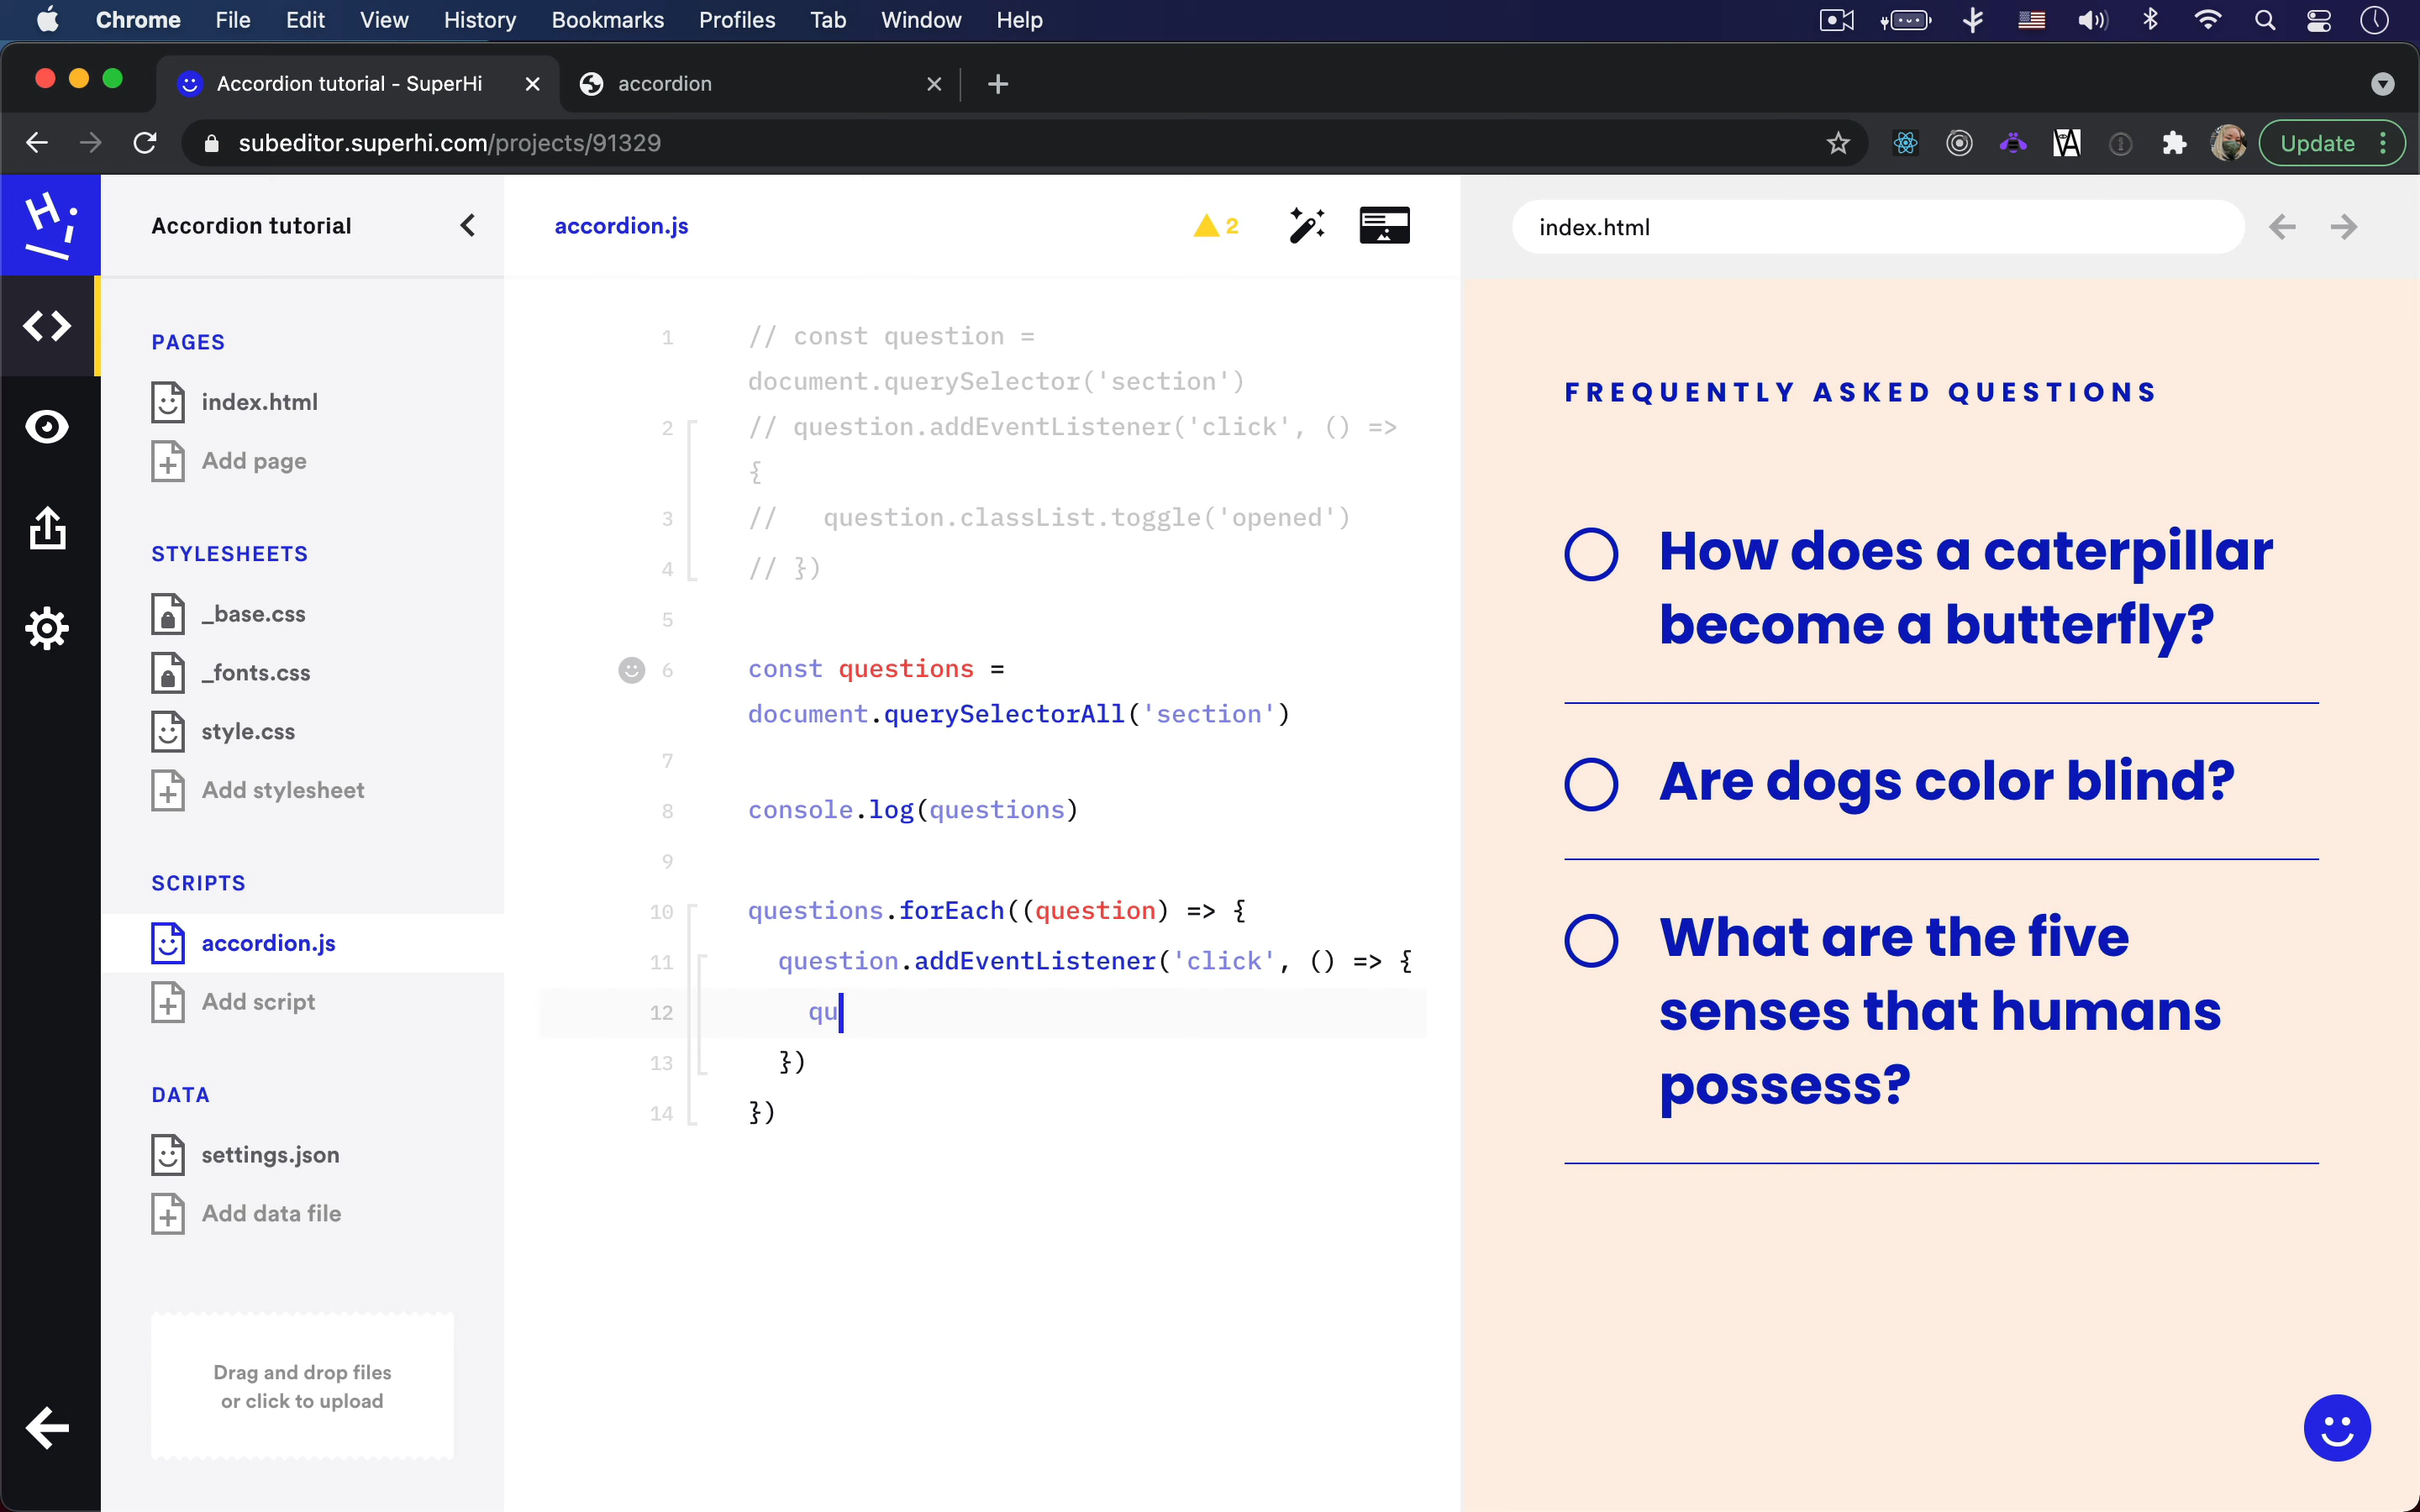 Chrome File Edit View History Bookmarks Profiles Tab Window Help
Accordion tutorial - SuperHi
accordion
subeditor.superhi.com/projects/91329
Update
Hi
Accordion tutorial
accordion.js
2
index.html
PAGES
index.html
Add page
STYLESHEETS
_base.css
_fonts.css
style.css
Add stylesheet
SCRIPTS
accordion.js
Add script
DATA
settings.json
Add data file
Drag and drop files
or click to upload
1 // const question =
document.querySelector('section')
2 // question.addEventListener('click', () =>
{
3 //   question.classList.toggle('opened')
4 // })
5
6 const questions =
document.querySelectorAll('section')
7
8 console.log(questions)
9
10 questions.forEach((question) => {
11   question.addEventListener('click', () => {
12     qu
13   })
14 })
FREQUENTLY ASKED QUESTIONS
How does a caterpillar
become a butterfly?
Are dogs color blind?
What are the five
senses that humans
possess?